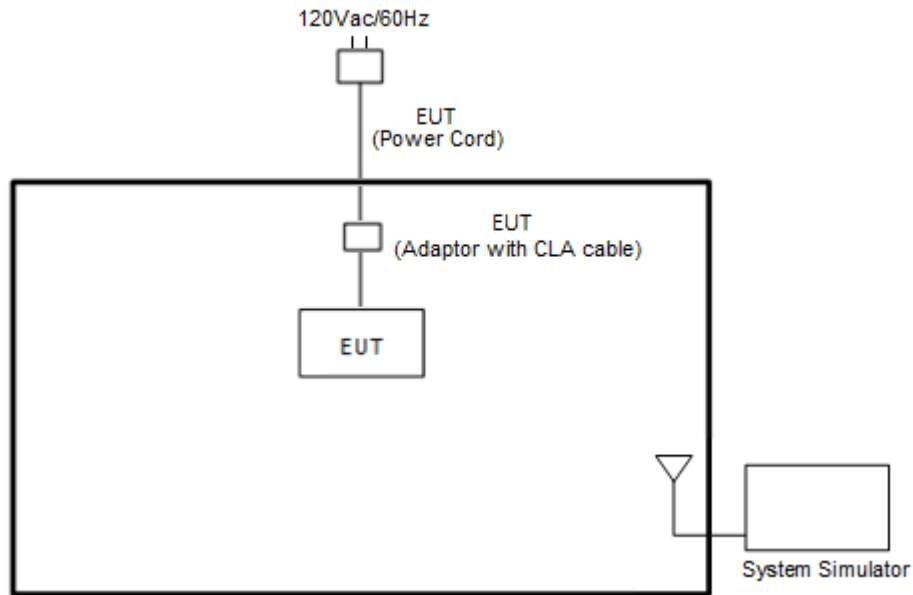 120Vac/60Hz
EUT
(Power Cord)
EUT
(Adaptor with CLA cable)
EUT
System Simulator